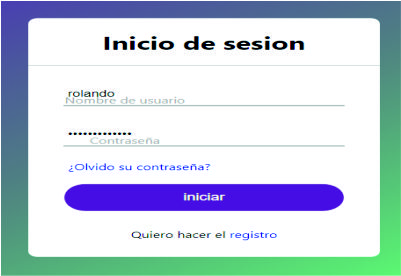 Inicio de sesion
rolando
Nombre de usuario
•••••••••••••
Contraseña
¿Olvido su contraseña?
iniciar
Quiero hacer el registro